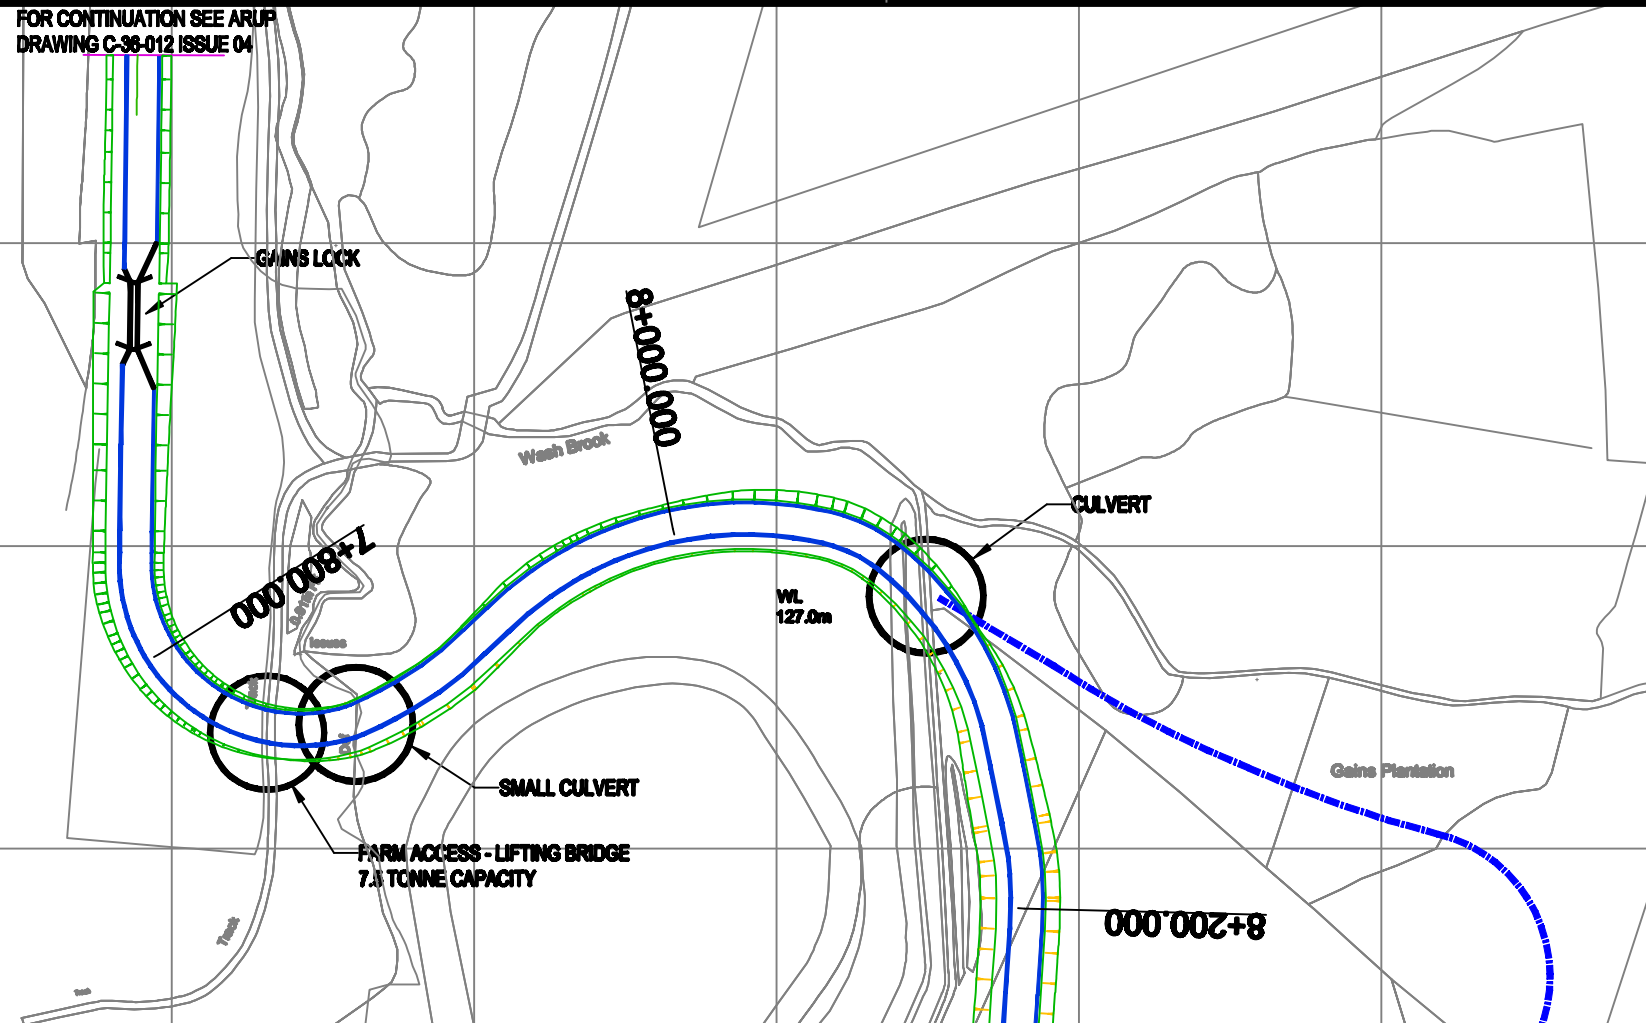 FOR CONTINUATION SEE ARUP
DRAWING C-36-012 ISSUE 04
GAINS LOCK
8+000.000
Wash Brook
CULVERT
7+800.000
WL
127.0m
Issues
Track
Gains Plantation
SMALL CULVERT
FARM ACCESS - LIFTING BRIDGE
7.5 TONNE CAPACITY
8+200.000
Track
Track